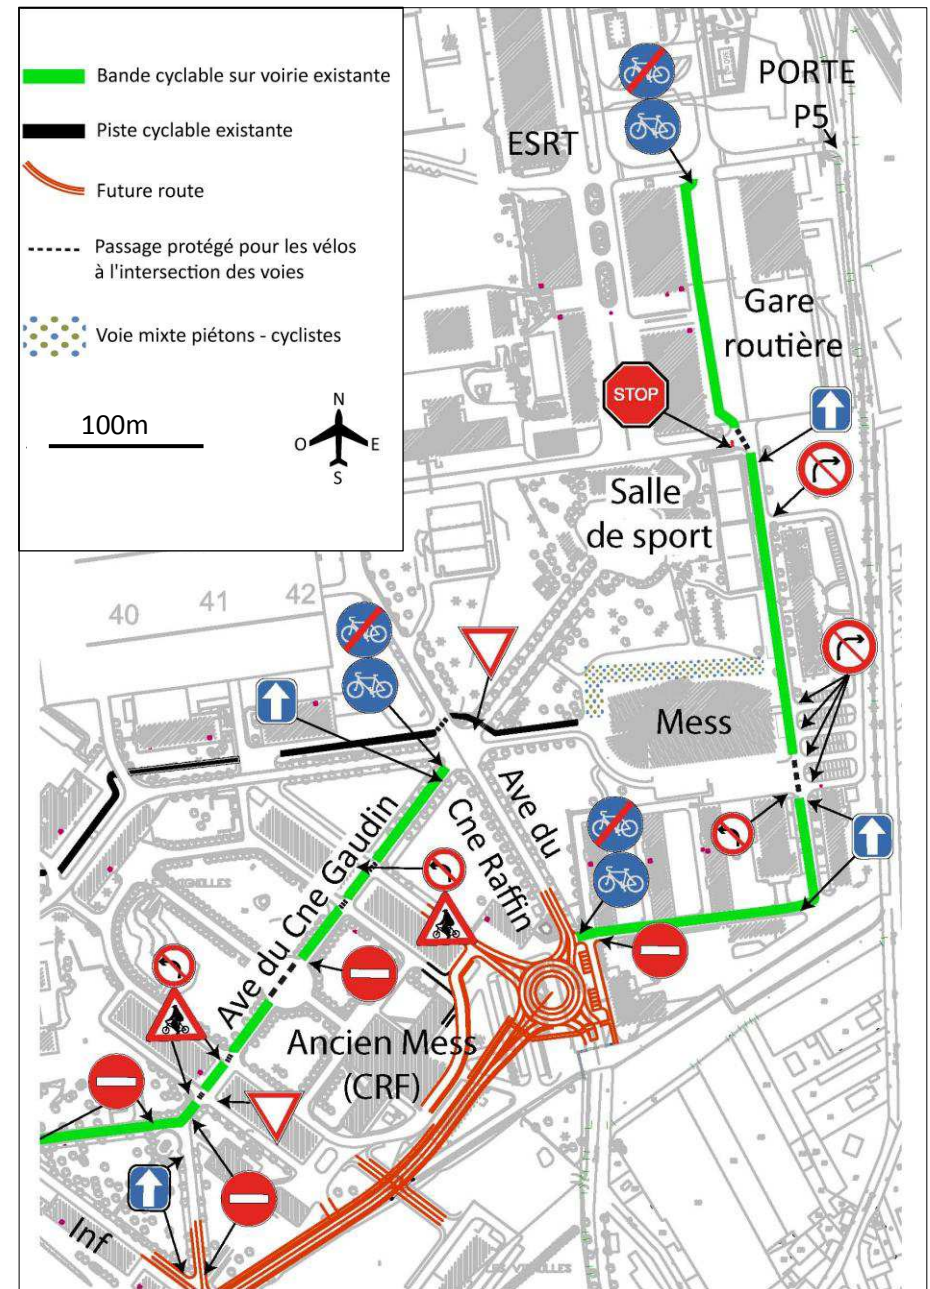 Bande cyclable sur voirie existante
Piste cyclable existante
Future route
Passage protégé pour les vélos
à l'intersection des voies
Voie mixte piétons - cyclistes
100m
N
O
E
S
PORTE
P5
ESRT
Gare
routière
STOP
Salle
de sport
40
41
42
Mess
Ave du
Cne Raffin
Ave du Cne Gaudin
Ancien Mess
(CRF)
Inf
LES VIGNOLLES